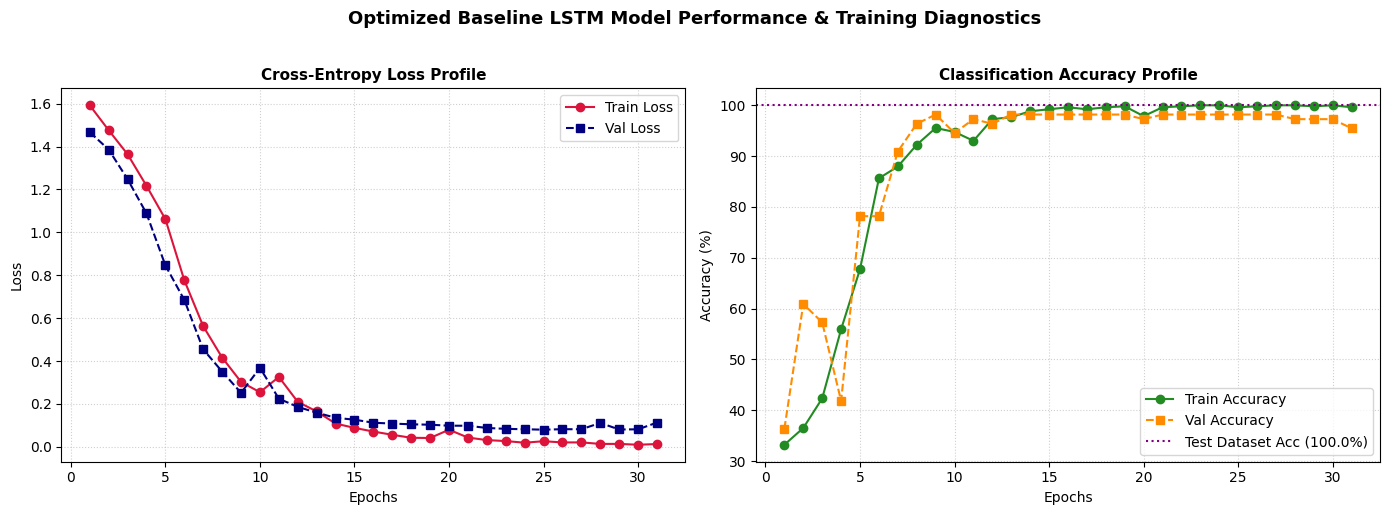 Optimized Baseline LSTM Model Performance & Training Diagnostics
Cross-Entropy Loss Profile
1.6
1.4
1.2
1.0
0.8
0.6
0.4
0.2
0.0
Loss
Train Loss
Val Loss
0 5 10 15 20 25 30
Epochs
Classification Accuracy Profile
100
90
80
70
60
50
40
30
Accuracy (%)
Train Accuracy
Val Accuracy
Test Dataset Acc (100.0%)
0 5 10 15 20 25 30
Epochs